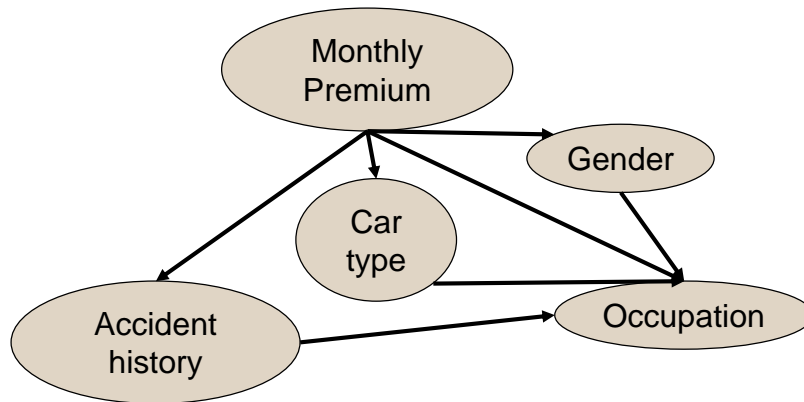 Monthly
Premium
Gender
Car
type
Occupation
Accident
history